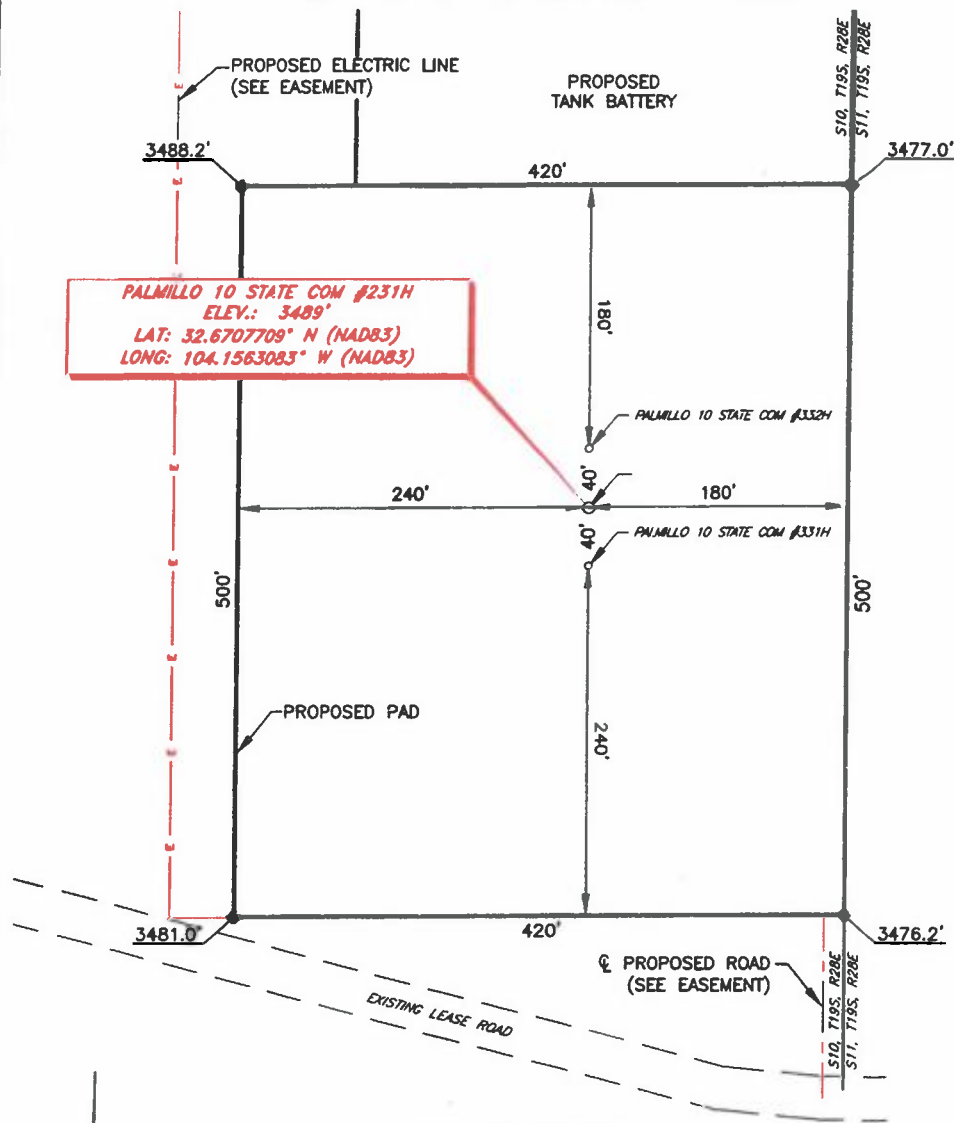 PROPOSED ELECTRIC LINE
(SEE EASEMENT)
PROPOSED
TANK BATTERY
S10, T19S, R28E
S11, T19S, R28E
3488.2'
420'
3477.0'
PALMILLO 10 STATE COM #231H
ELEV.: 3489'
LAT: 32.6707709° N (NAD83)
LONG: 104.1563083° W (NAD83)
180'
PALMILLO 10 STATE COM #332H
40'
240'
180'
40'
PALMILLO 10 STATE COM #331H
500'
500'
PROPOSED PAD
240'
E
E
E
E
E
E
E
E
3481.0'
420'
3476.2'
℄ PROPOSED ROAD
(SEE EASEMENT)
EXISTING LEASE ROAD
S10, T19S, R28E
S11, T19S, R28E